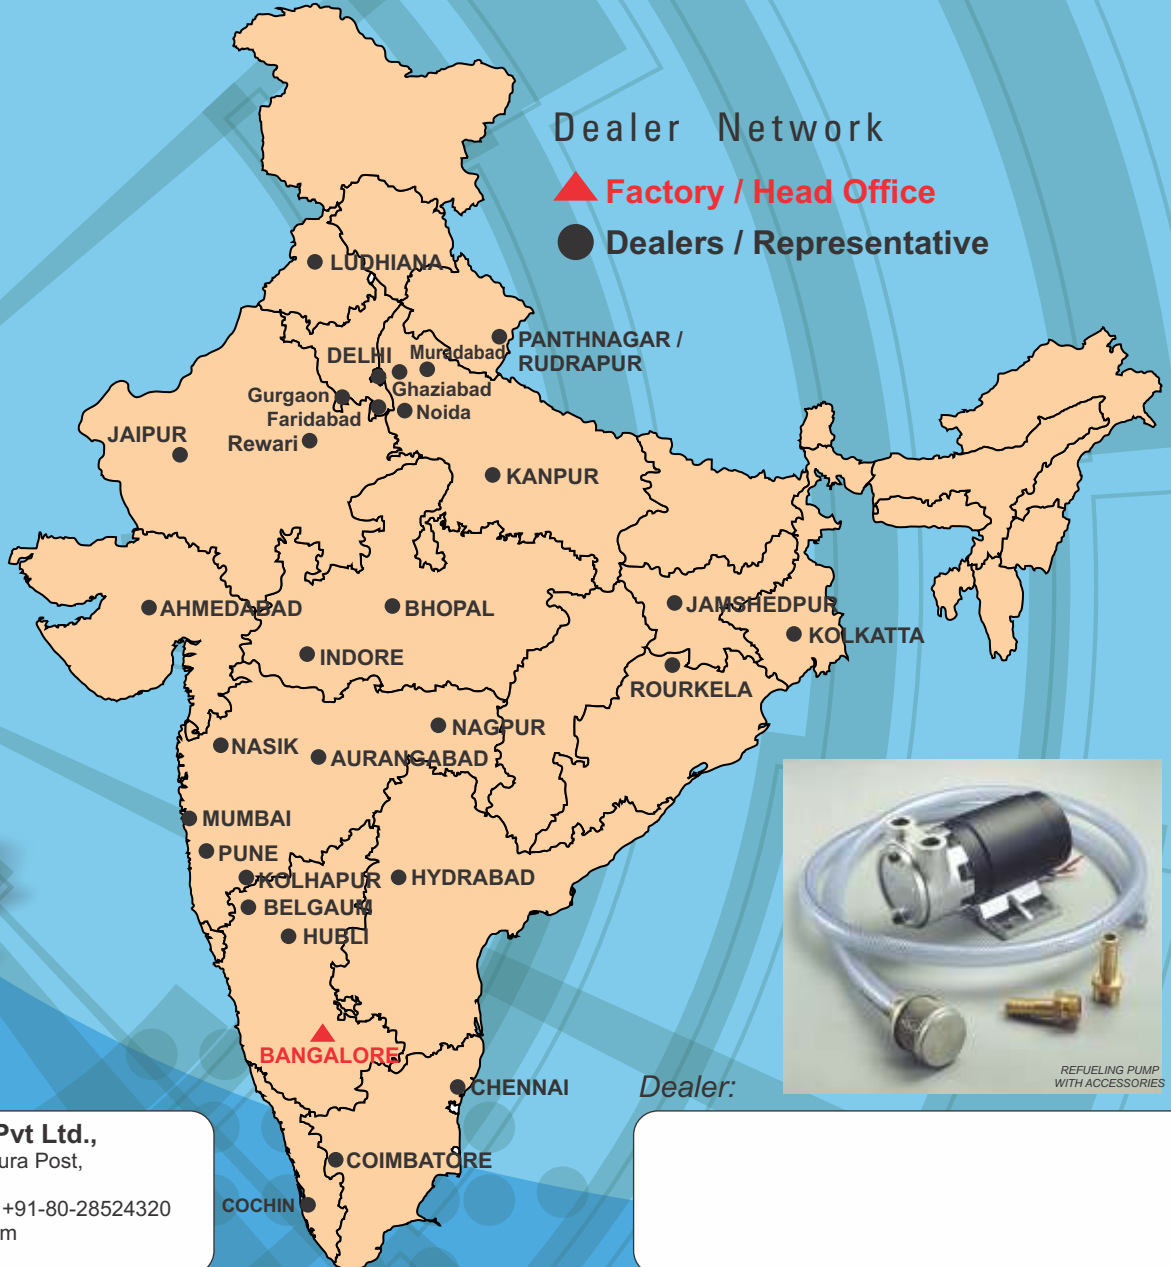 Dealer Network
Factory / Head Office
Dealers / Representative
LUDHIANA
PANTHNAGAR /
RUDRAPUR
DELHI
Muradabad
Ghaziabad
Gurgaon
Faridabad
Noida
JAIPUR
Rewari
KANPUR
AHMEDABAD
BHOPAL
JAMSHEDPUR
KOLKATTA
INDORE
ROURKELA
NAGPUR
NASIK
AURANGABAD
MUMBAI
PUNE
KOLHAPUR
HYDRABAD
BELGAUM
HUBLI
BANGALORE
REFUELING PUMP
WITH ACCESSORIES
CHENNAI
Dealer:
Pvt Ltd.,
ura Post,
COIMBATORE
+91-80-28524320
COCHIN
m